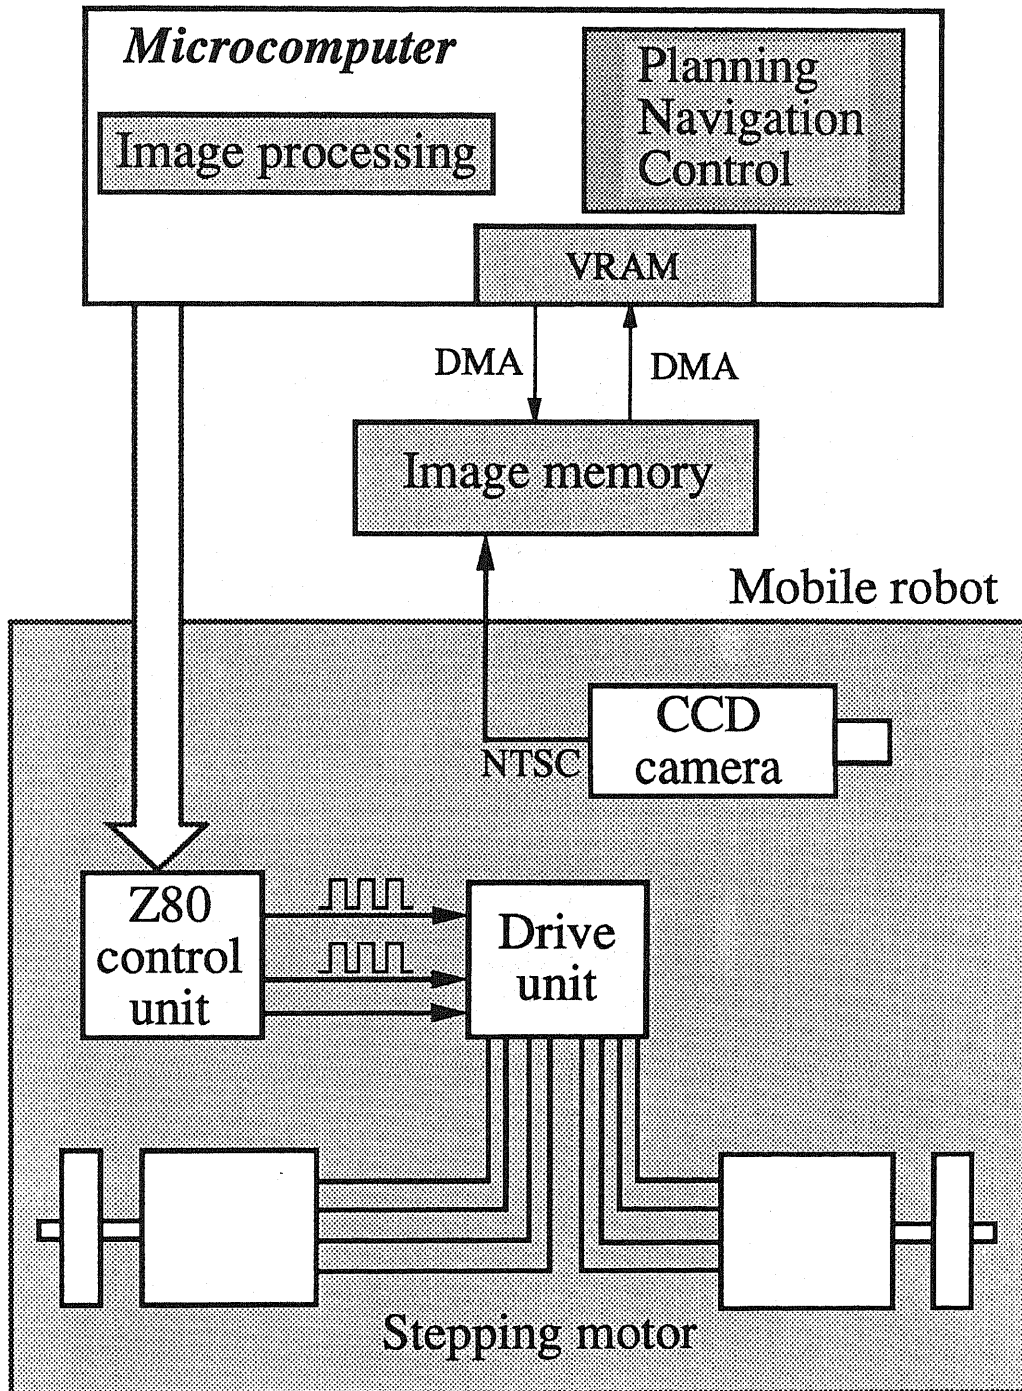 Microcomputer
Planning
Navigation
Control
Image processing
VRAM
DMA
DMA
Image memory
Mobile robot
CCD
camera
NTSC
Z80
control
unit
Drive
unit
Stepping motor